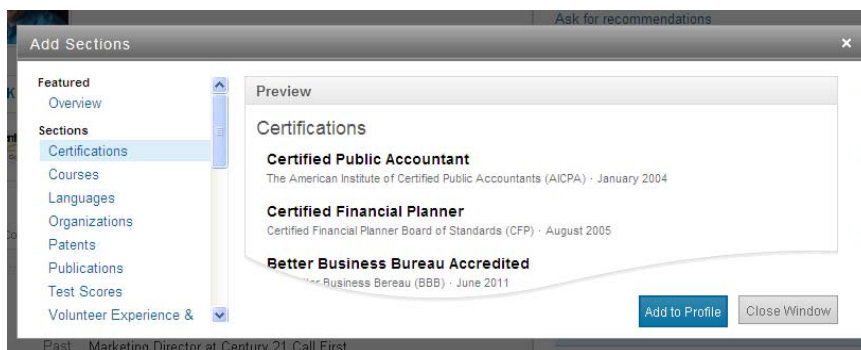 Ask for recommendations
Add Sections
Featured
Overview
Sections
Certifications
Courses
Languages
Organizations
Patents
Publications
Test Scores
Volunteer Experience &
Preview
Certifications
Certified Public Accountant
The American Institute of Certified Public Accountants (AICPA) · January 2004
Certified Financial Planner
Certified Financial Planner Board of Standards (CFP) · August 2005
Better Business Bureau Accredited
Business Bereau (BBB) · June 2011
Add to Profile
Close Window
Past Marketing Director at Century 21 Call First